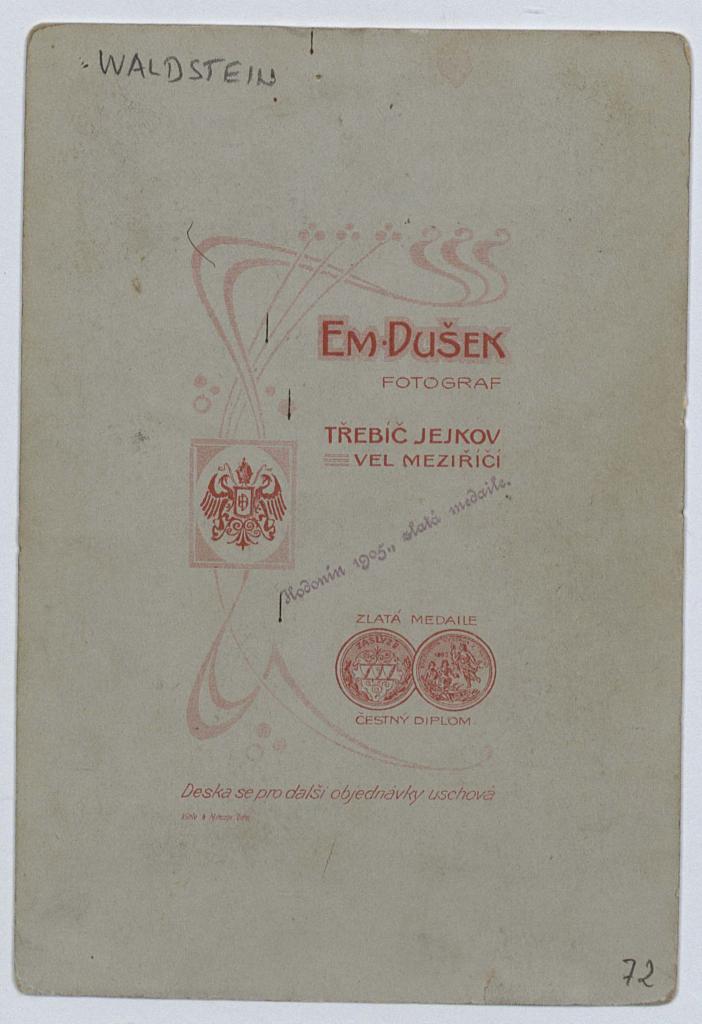 WALDSTEIN
EM·DUŠEK
FOTOGRAF
TŘEBÍČ JEJKOV
VEL MEZIŘÍČÍ
Hodonín 1905„ zlatá medaile.
ZLATÁ MEDAILE
ZÁSLUZE
ČESTNÝ DIPLOM.
Deska se pro další objednávky uschová
72